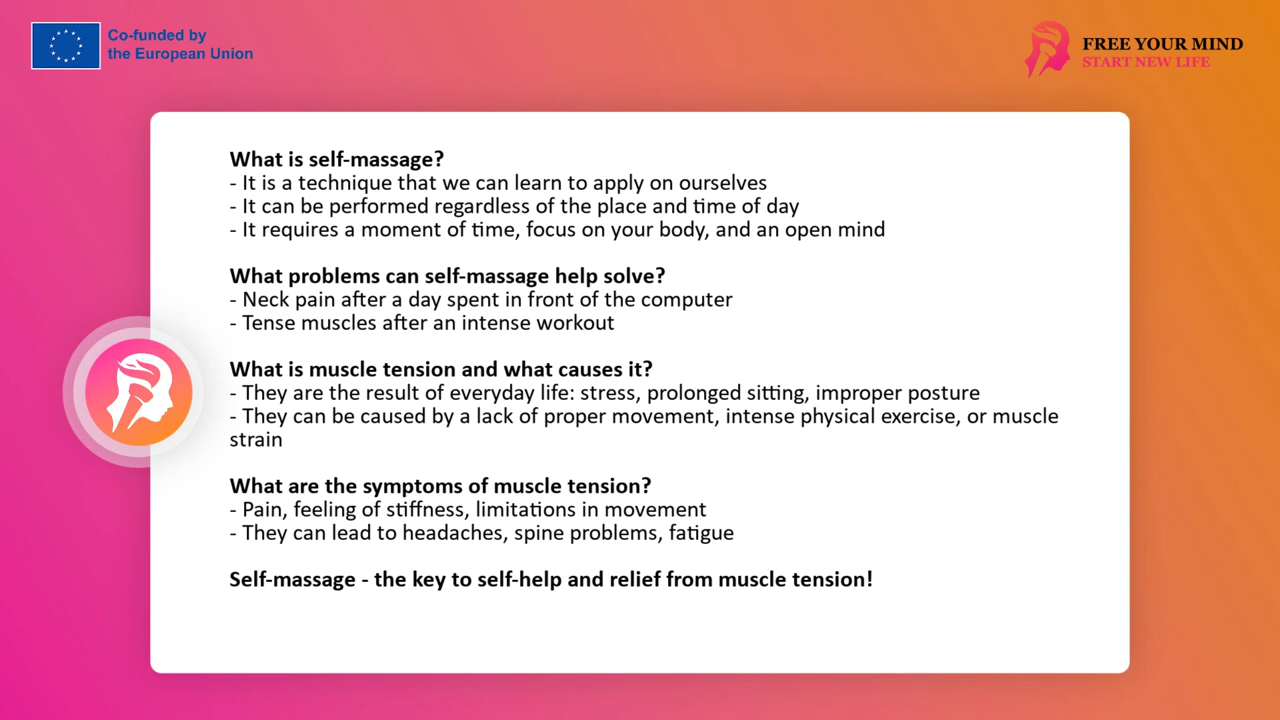 Co-funded by
the European Union
FREE YOUR MIND
START NEW LIFE
What is self-massage?
- It is a technique that we can learn to apply on ourselves
- It can be performed regardless of the place and time of day
- It requires a moment of time, focus on your body, and an open mind
What problems can self-massage help solve?
- Neck pain after a day spent in front of the computer
- Tense muscles after an intense workout
What is muscle tension and what causes it?
- They are the result of everyday life: stress, prolonged sitting, improper posture
- They can be caused by a lack of proper movement, intense physical exercise, or muscle
strain
What are the symptoms of muscle tension?
- Pain, feeling of stiffness, limitations in movement
- They can lead to headaches, spine problems, fatigue
Self-massage - the key to self-help and relief from muscle tension!